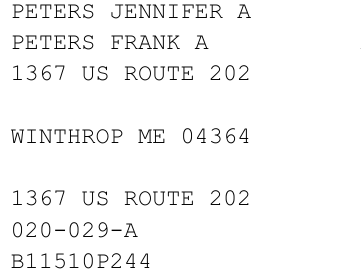 PETERS JENNIFER A
PETERS FRANK A
1367 US ROUTE 202
WINTHROP ME 04364
1367 US ROUTE 202
020-029-A
B11510P244